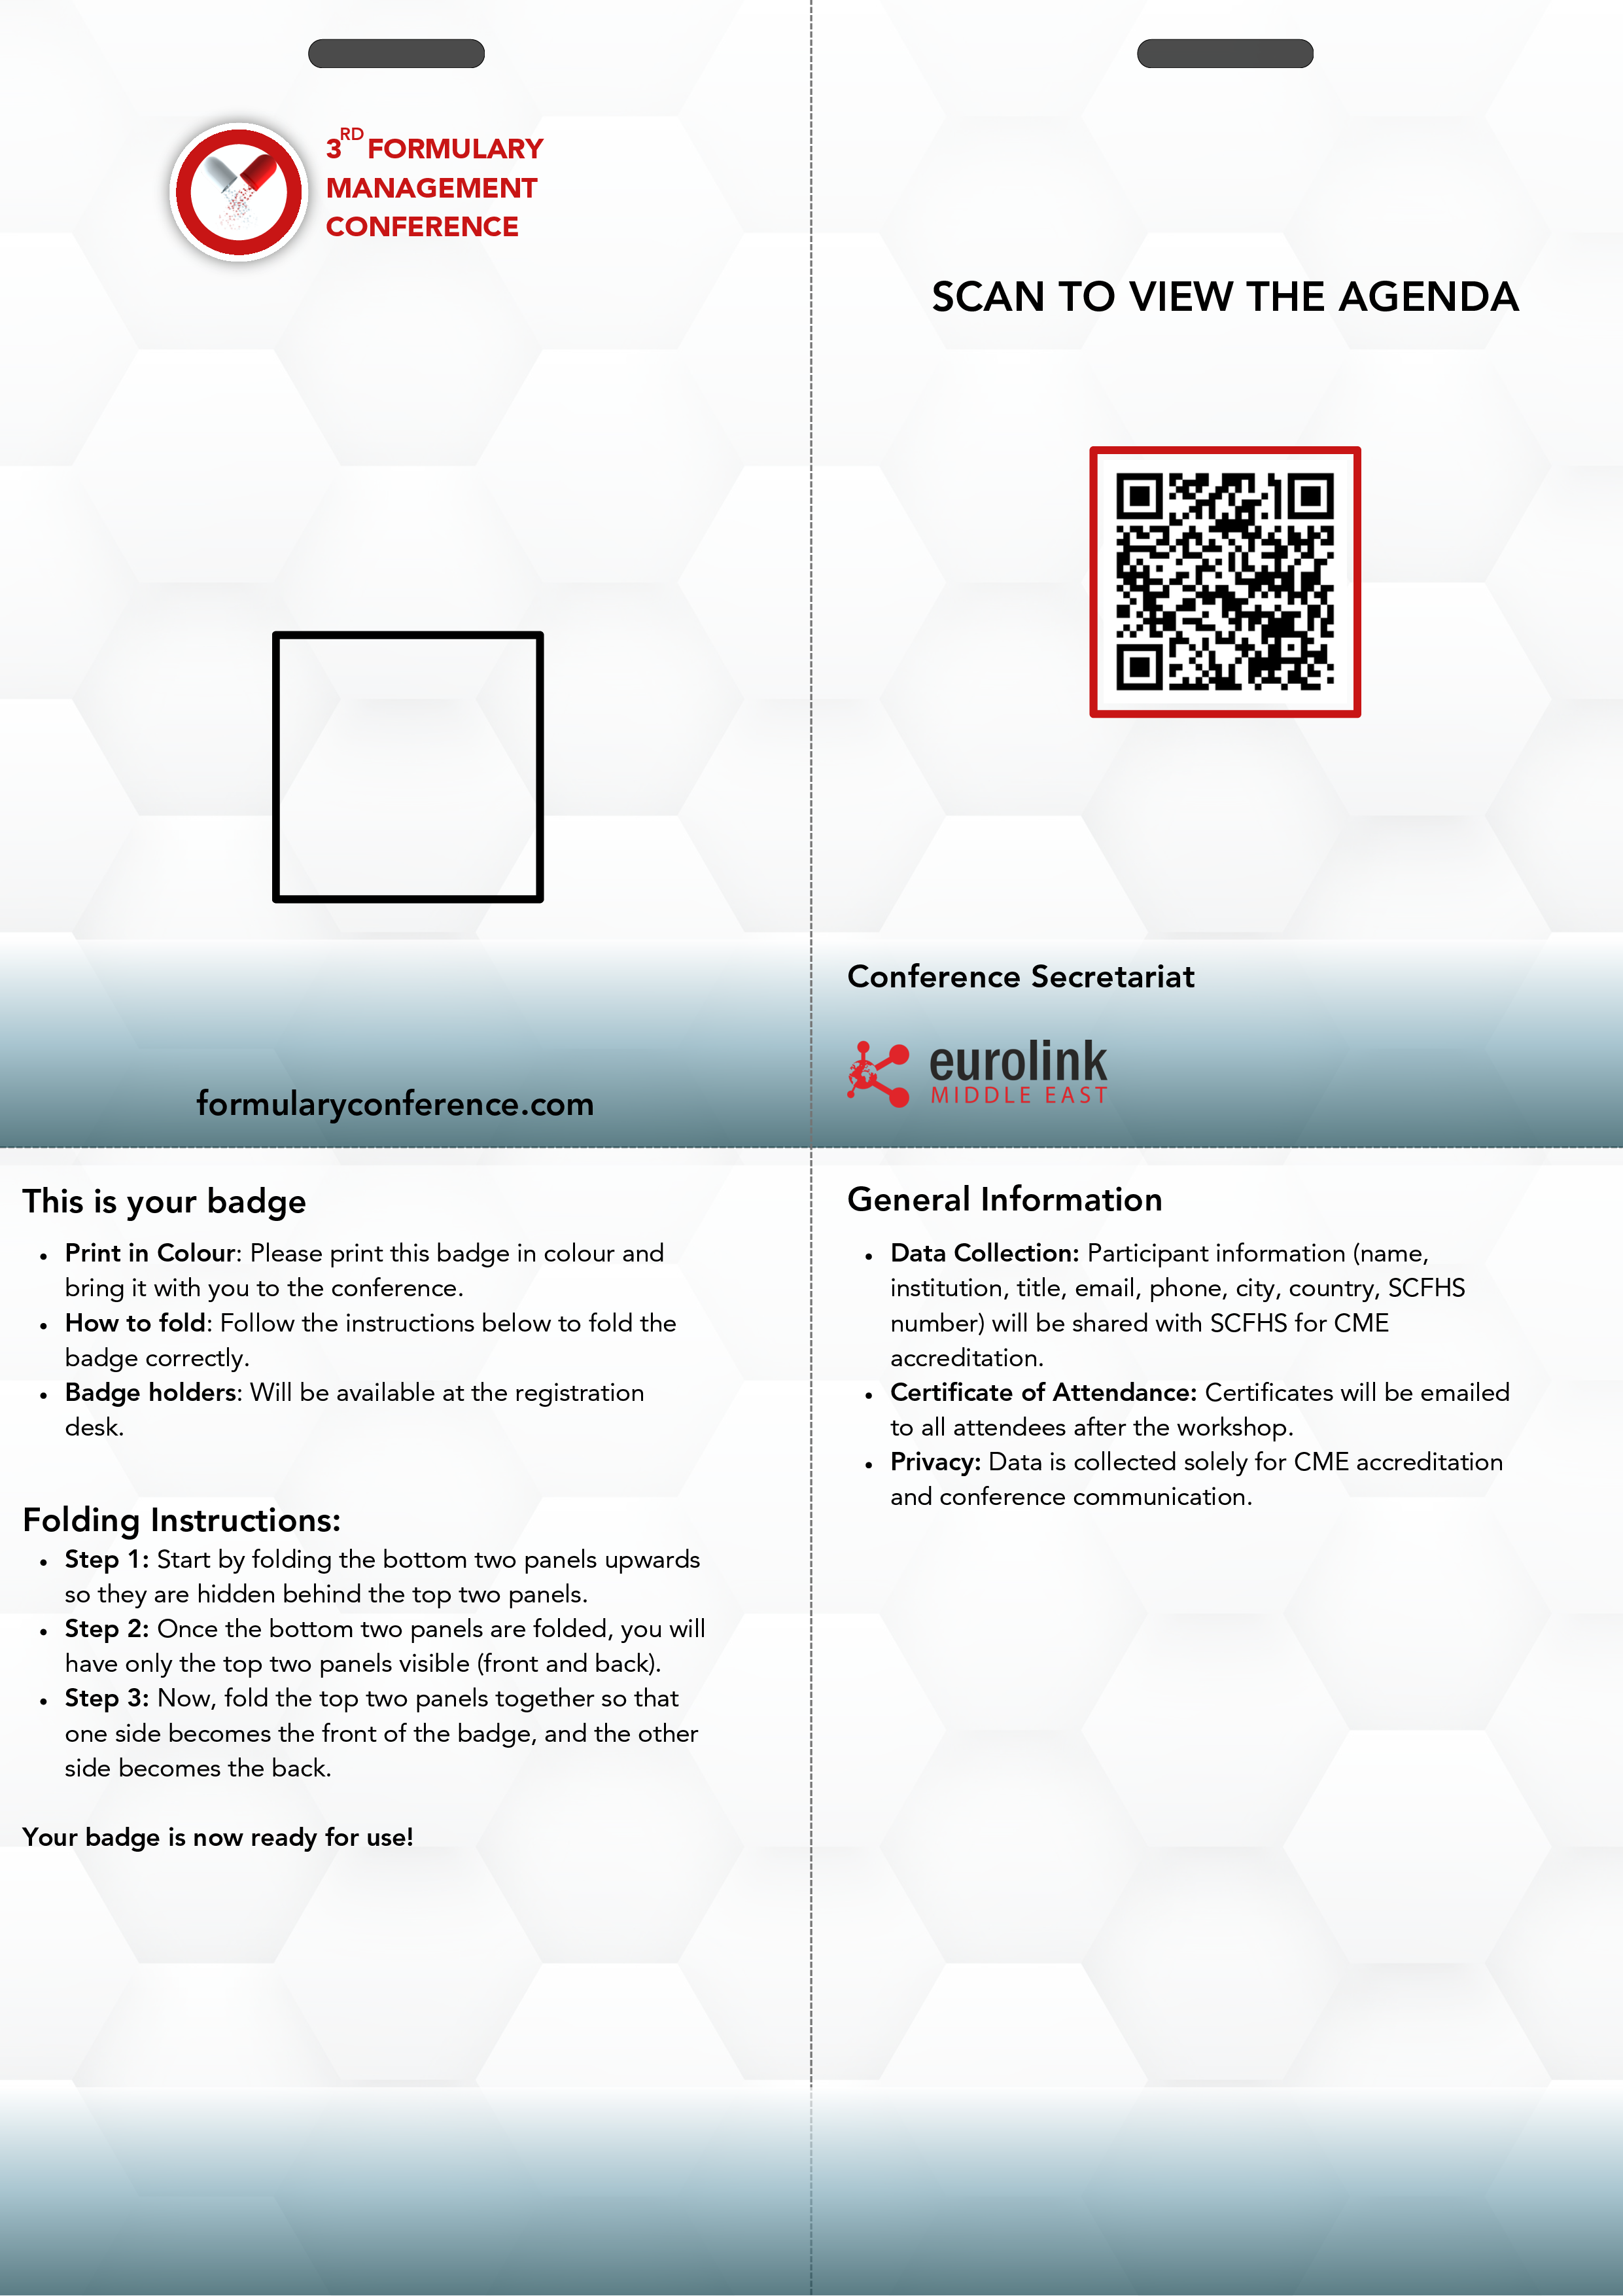 3RD FORMULARY
MANAGEMENT
CONFERENCE
formularyconference.com
SCAN TO VIEW THE AGENDA
Conference Secretariat
eurolink
MIDDLE EAST
This is your badge
• Print in Colour: Please print this badge in colour and
bring it with you to the conference.
• How to fold: Follow the instructions below to fold the
badge correctly.
• Badge holders: Will be available at the registration
desk.
Folding Instructions:
• Step 1: Start by folding the bottom two panels upwards
so they are hidden behind the top two panels.
• Step 2: Once the bottom two panels are folded, you will
have only the top two panels visible (front and back).
• Step 3: Now, fold the top two panels together so that
one side becomes the front of the badge, and the other
side becomes the back.
Your badge is now ready for use!
General Information
• Data Collection: Participant information (name,
institution, title, email, phone, city, country, SCFHS
number) will be shared with SCFHS for CME
accreditation.
• Certificate of Attendance: Certificates will be emailed
to all attendees after the workshop.
• Privacy: Data is collected solely for CME accreditation
and conference communication.